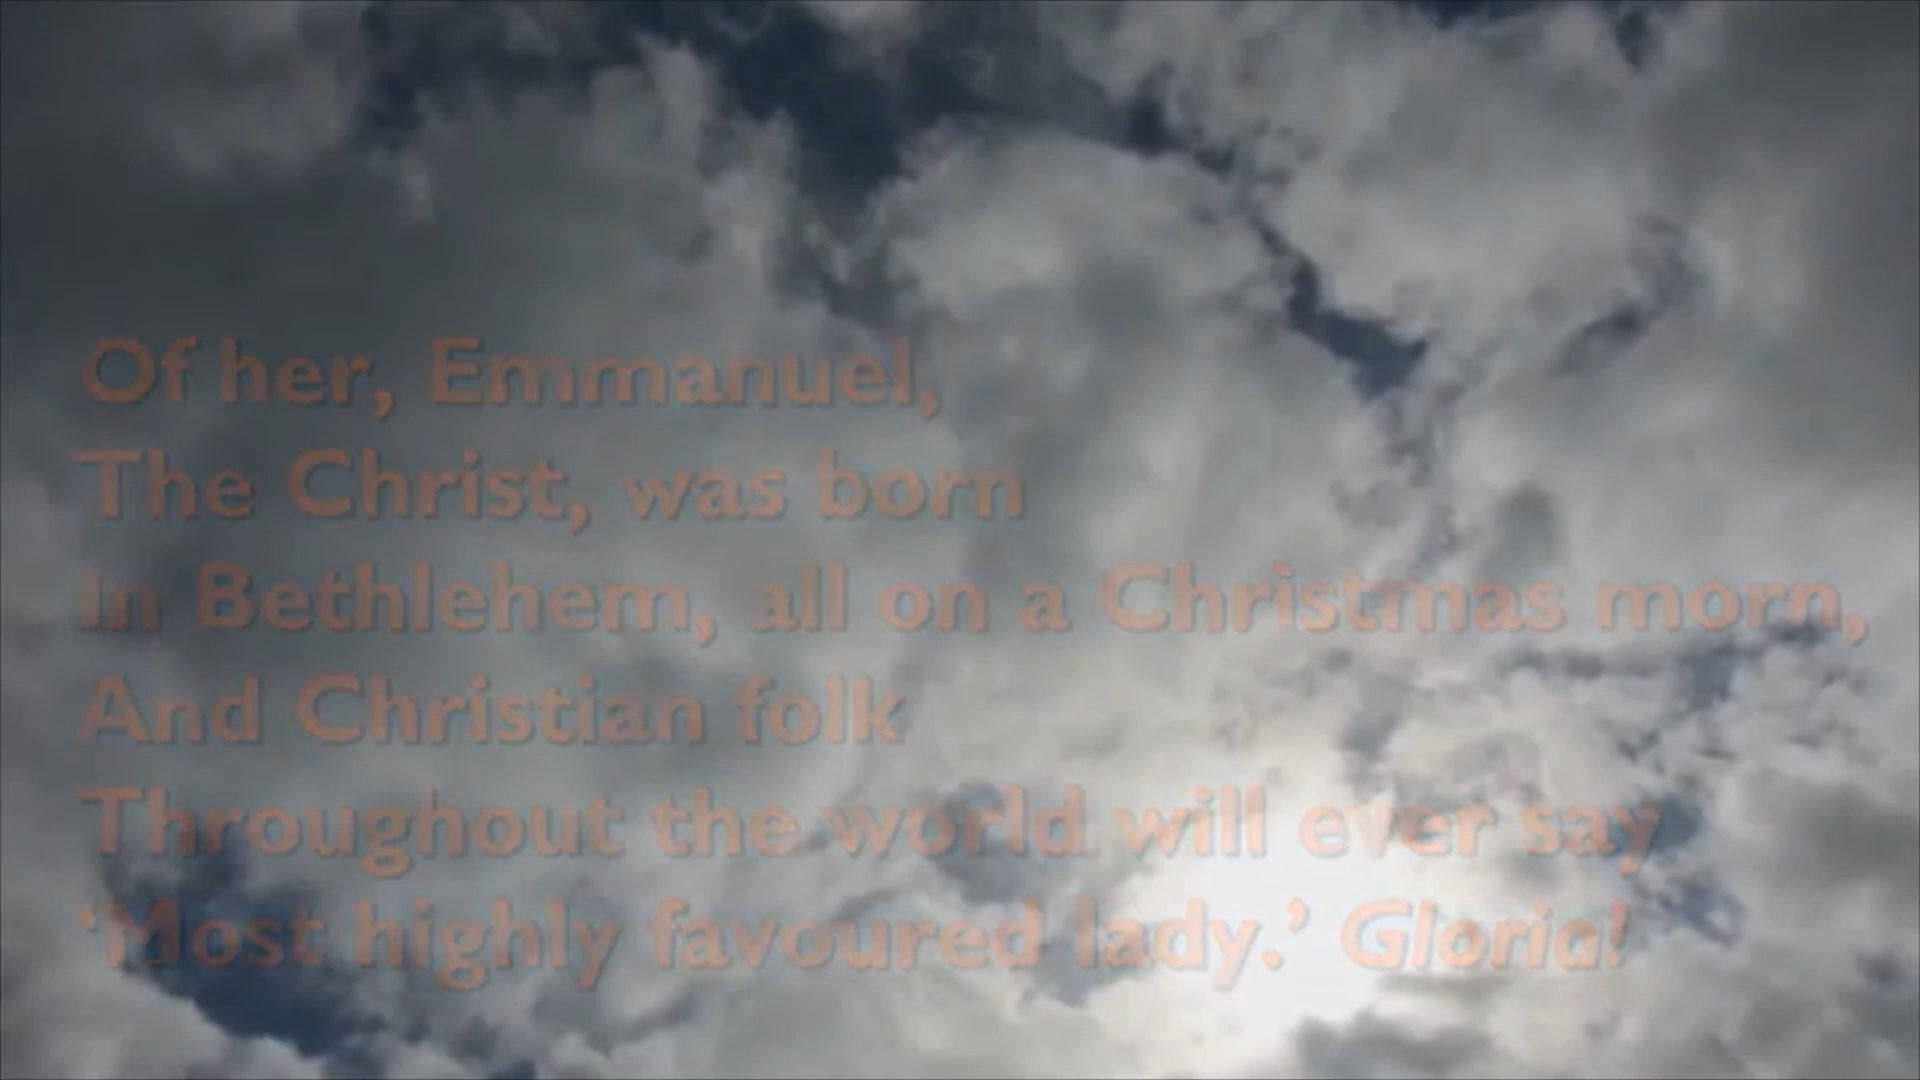 Of her, Emmanuel,
The Christ, was born
In Bethlehem, all on a Christmas morn,
And Christian folk
Throughout the world will ever say
‘Most highly favoured lady.’ Gloria!